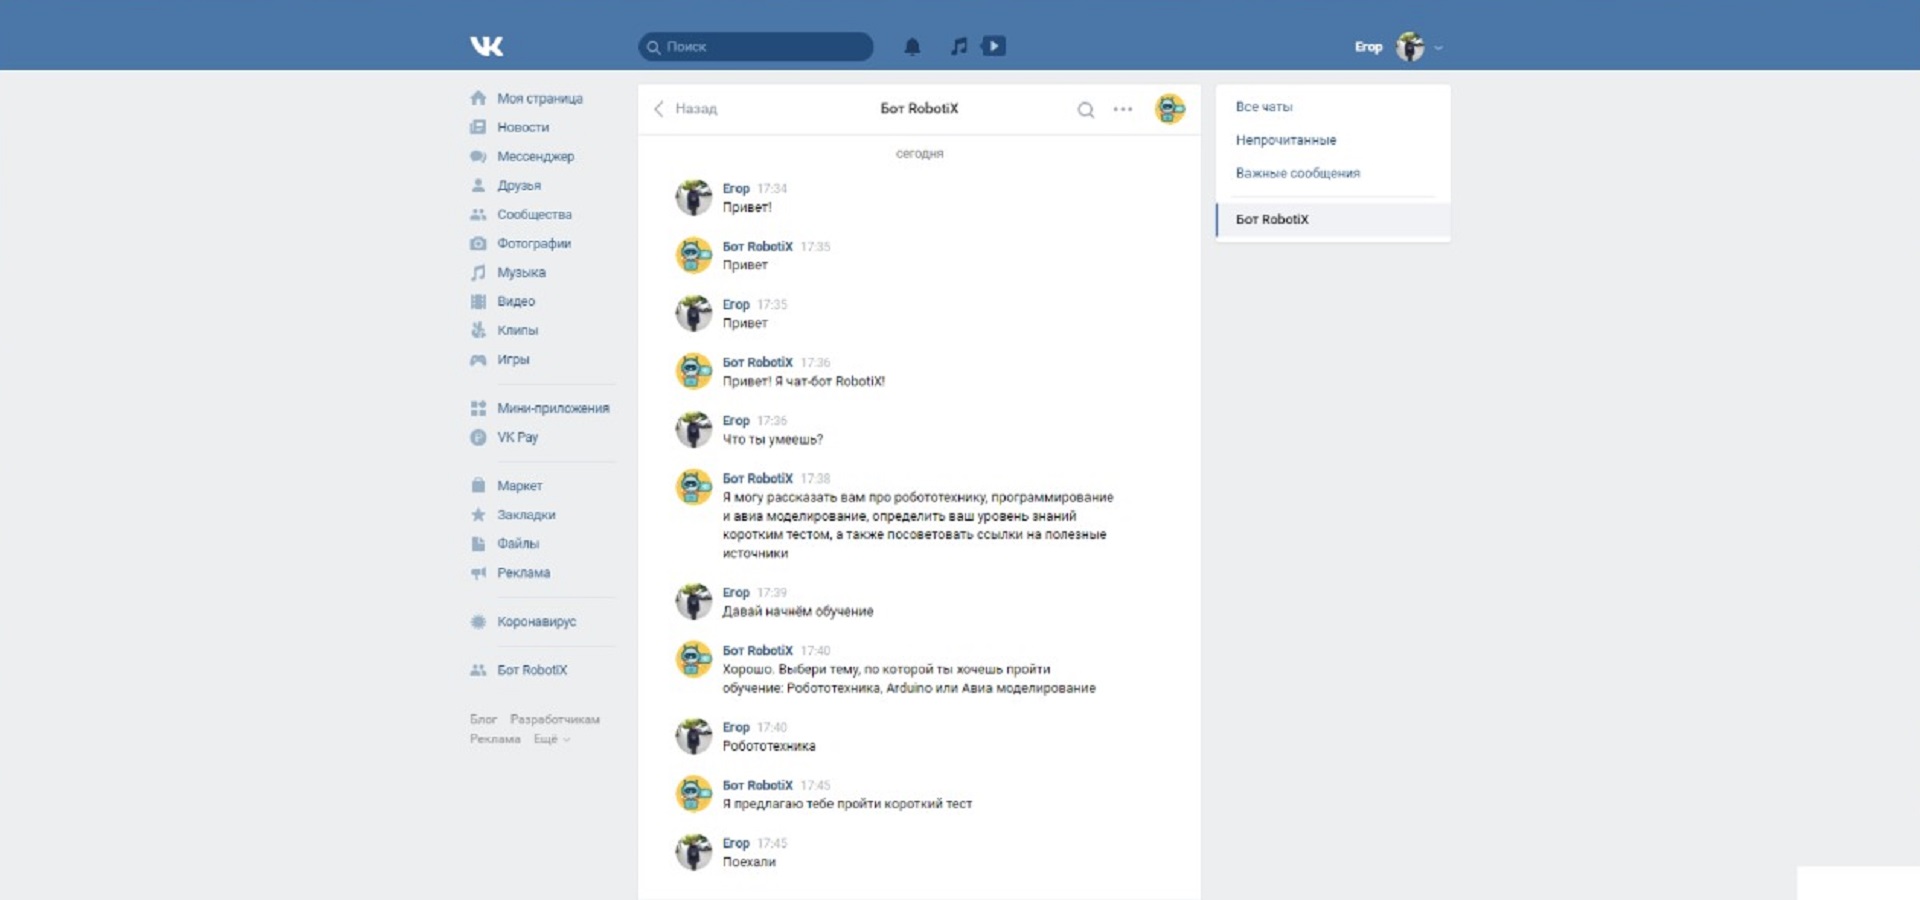 VK
Поиск
Егор
Моя страница
Новости
Мессенджер
Друзья
Сообщества
Фотографии
Музыка
Видео
Клипы
Игры
Мини-приложения
VK Pay
Маркет
Закладки
Файлы
Реклама
Коронавирус
Бот RobotiX
Блог Разработчикам
Реклама Ещё
Назад
Бот RobotiX
сегодня
Егор 17:34
Привет!
Бот RobotiX 17:35
Привет
Егор 17:35
Привет
Бот RobotiX 17:36
Привет! Я чат-бот RobotiX!
Егор 17:36
Что ты умеешь?
Бот RobotiX 17:38
Я могу рассказать вам про робототехнику, программирование
и авиа моделирование, определить ваш уровень знаний
коротким тестом, а также посоветовать ссылки на полезные
источники
Егор 17:39
Давай начнём обучение
Бот RobotiX 17:40
Хорошо. Выбери тему, по которой ты хочешь пройти
обучение: Робототехника, Arduino или Авиа моделирование
Егор 17:40
Робототехника
Бот RobotiX 17:45
Я предлагаю тебе пройти короткий тест
Егор 17:45
Поехали
Все чаты
Непрочитанные
Важные сообщения
Бот RobotiX